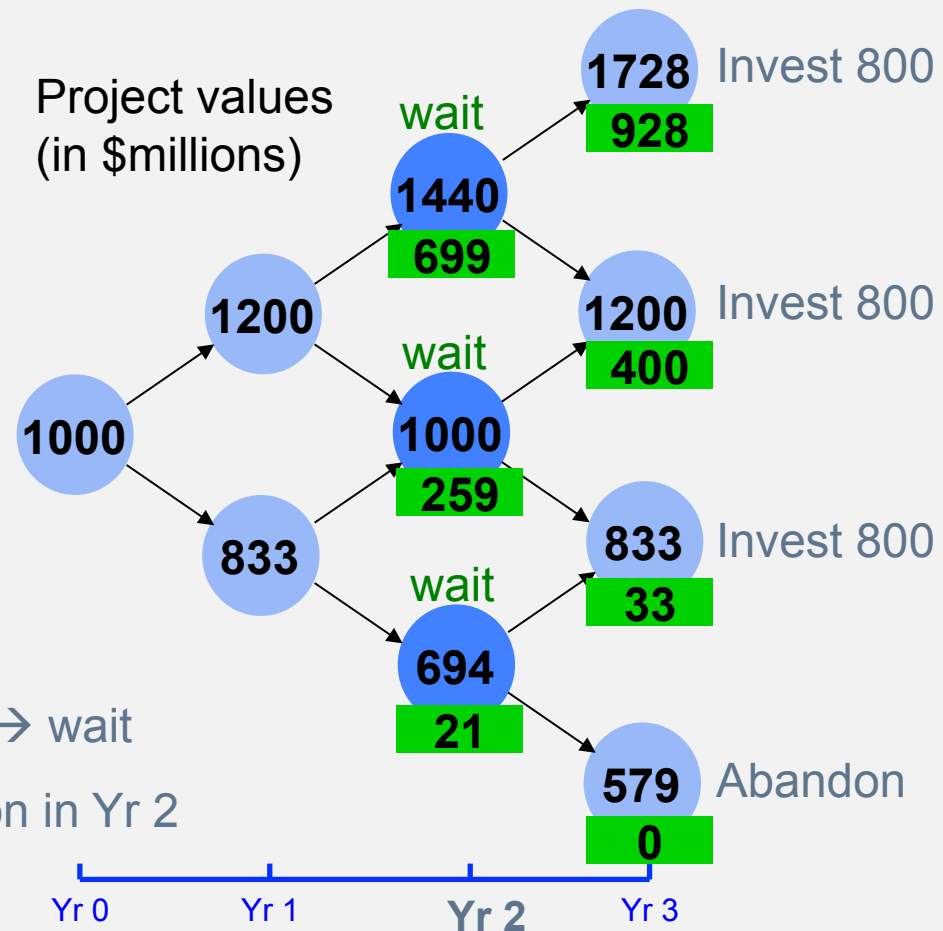 Project values
(in $millions)
1000
1200
833
wait
1440
699
wait
1000
259
wait
694
21
1728
928
Invest 800
1200
400
Invest 800
833
33
Invest 800
579
0
Abandon
→ wait
on in Yr 2
Yr 0
Yr 1
Yr 2
Yr 3